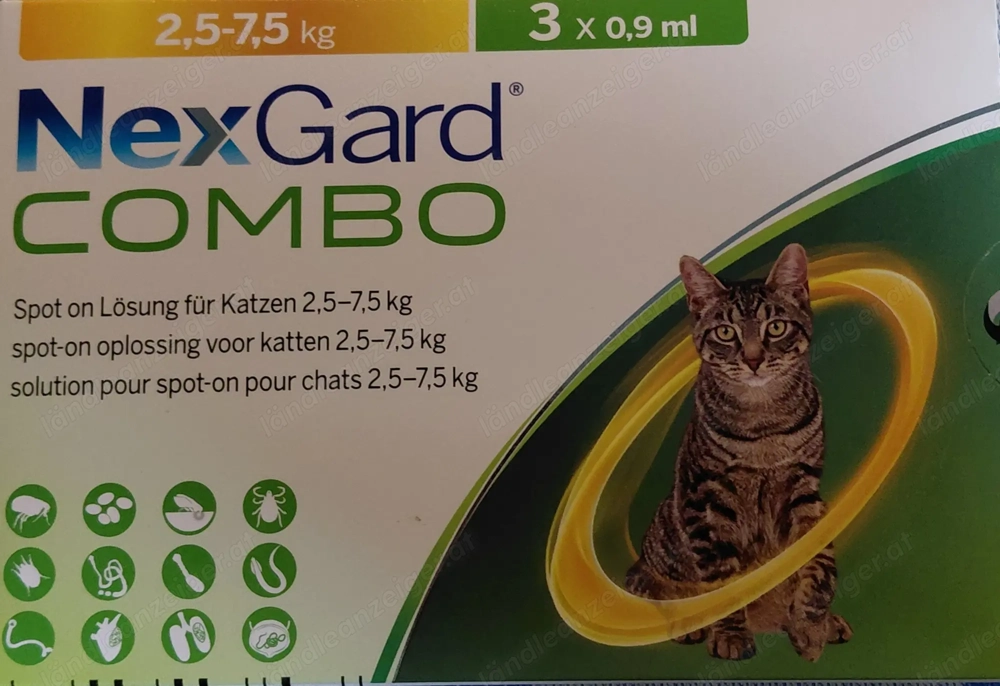 2,5-7,5 kg
3 x 0,9 ml
NexGard®
COMBO
Spot on Lösung für Katzen 2,5–7,5 kg
spot-on oplossing voor katten 2,5–7,5 kg
solution pour spot-on pour chats 2,5–7,5 kg
ländleanzeiger.at